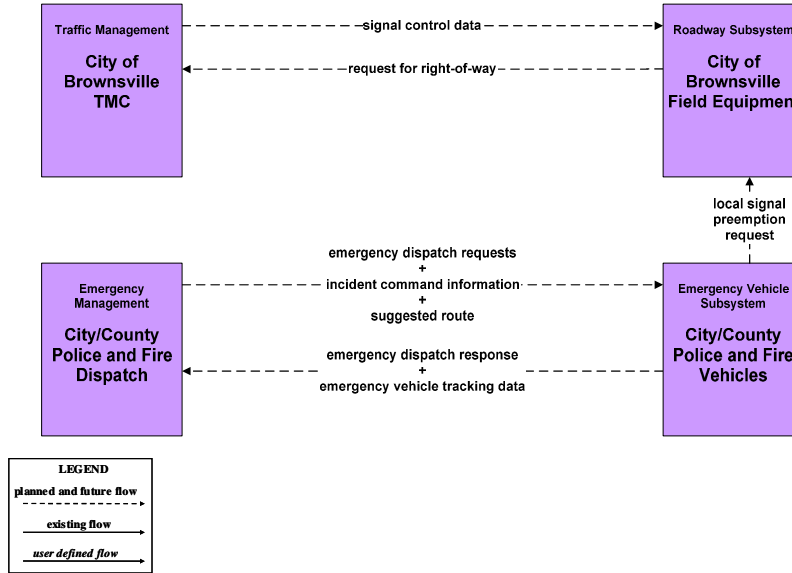 Traffic Management
City of
Brownsville
TMC
signal control data
request for right-of-way
Roadway Subsystem
City of
Brownsville
Field Equipment
local signal
preemption
request
Emergency
Management
City/County
Police and Fire
Dispatch
emergency dispatch requests
+
incident command information
+
suggested route
emergency dispatch response
+
emergency vehicle tracking data
Emergency Vehicle
Subsystem
City/County
Police and Fire
Vehicles
LEGEND
planned and future flow
existing flow
user defined flow